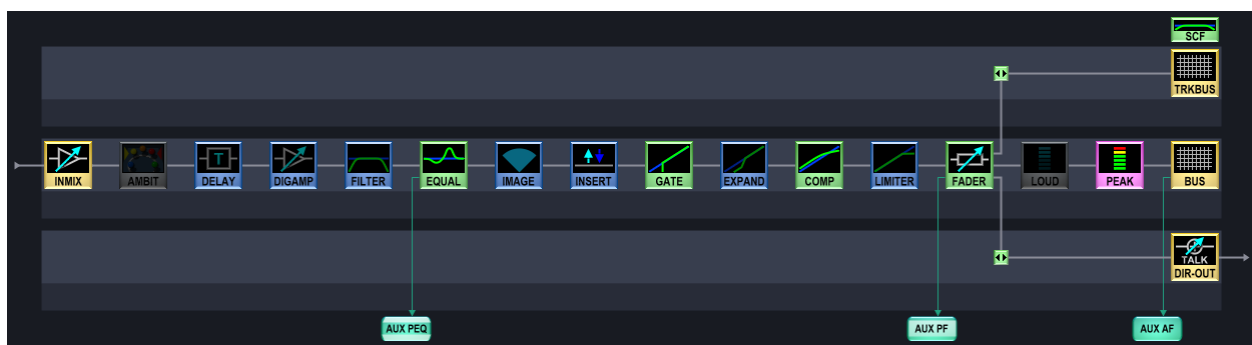 SCF
TRKBUS
T
INMIX AMBIT DELAY DIGAMP FILTER EQUAL IMAGE INSERT GATE EXPAND COMP LIMITER FADER LOUD PEAK BUS
TALK
DIR-OUT
AUX PEQ AUX PF AUX AF